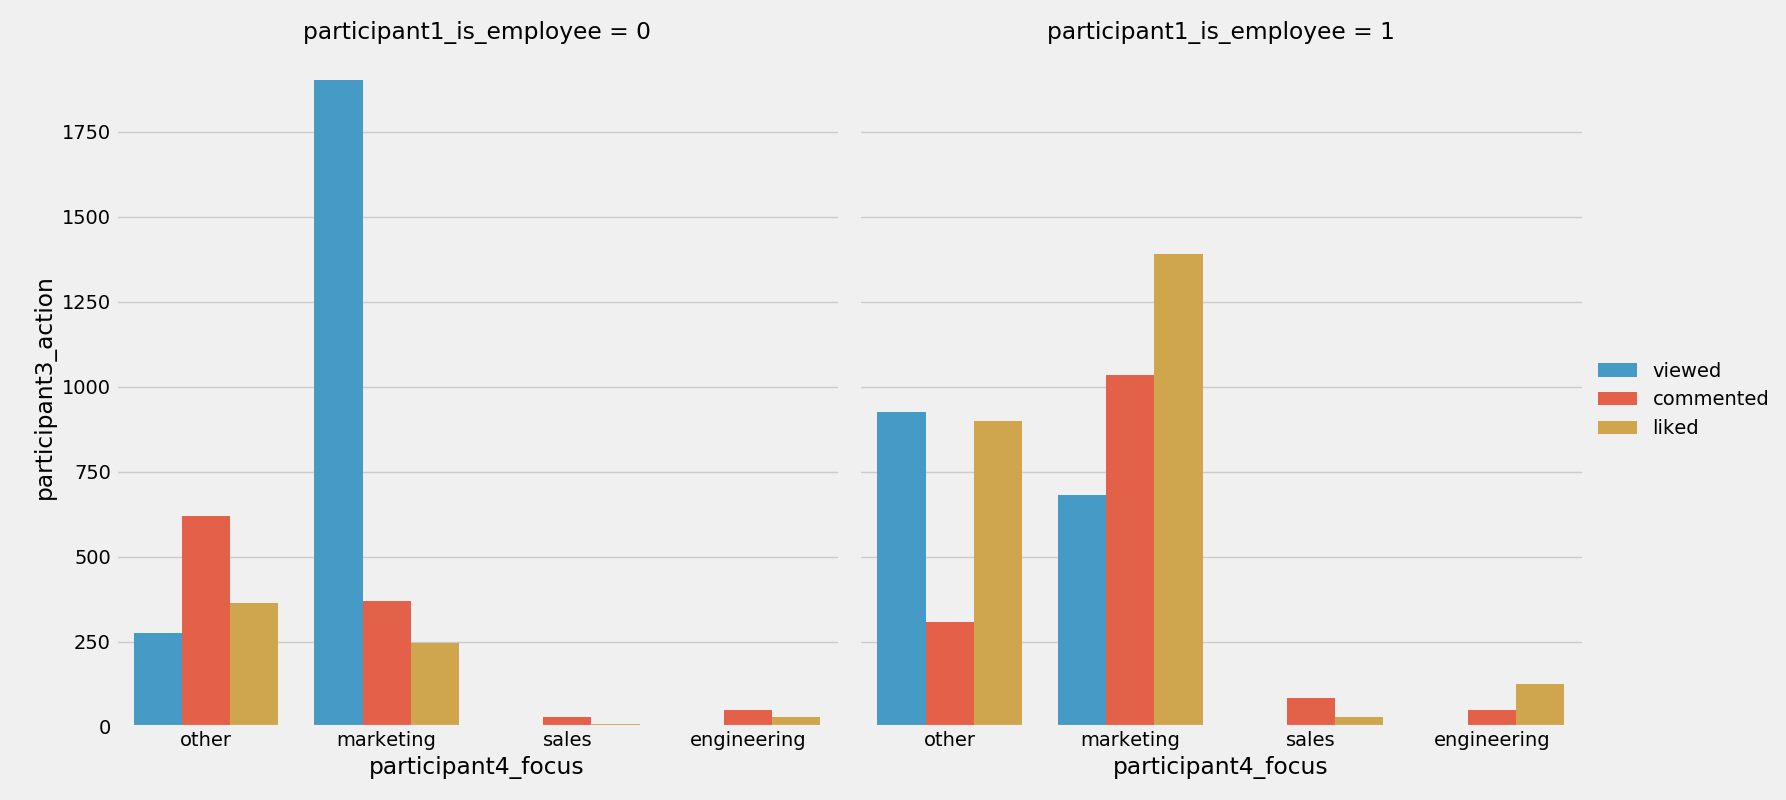 participant1_is_employee = 0
participant1_is_employee = 1
participant3_action
1750
1500
1250
1000
750
500
250
0
other marketing sales engineering
other marketing sales engineering
participant4_focus
participant4_focus
viewed
commented
liked